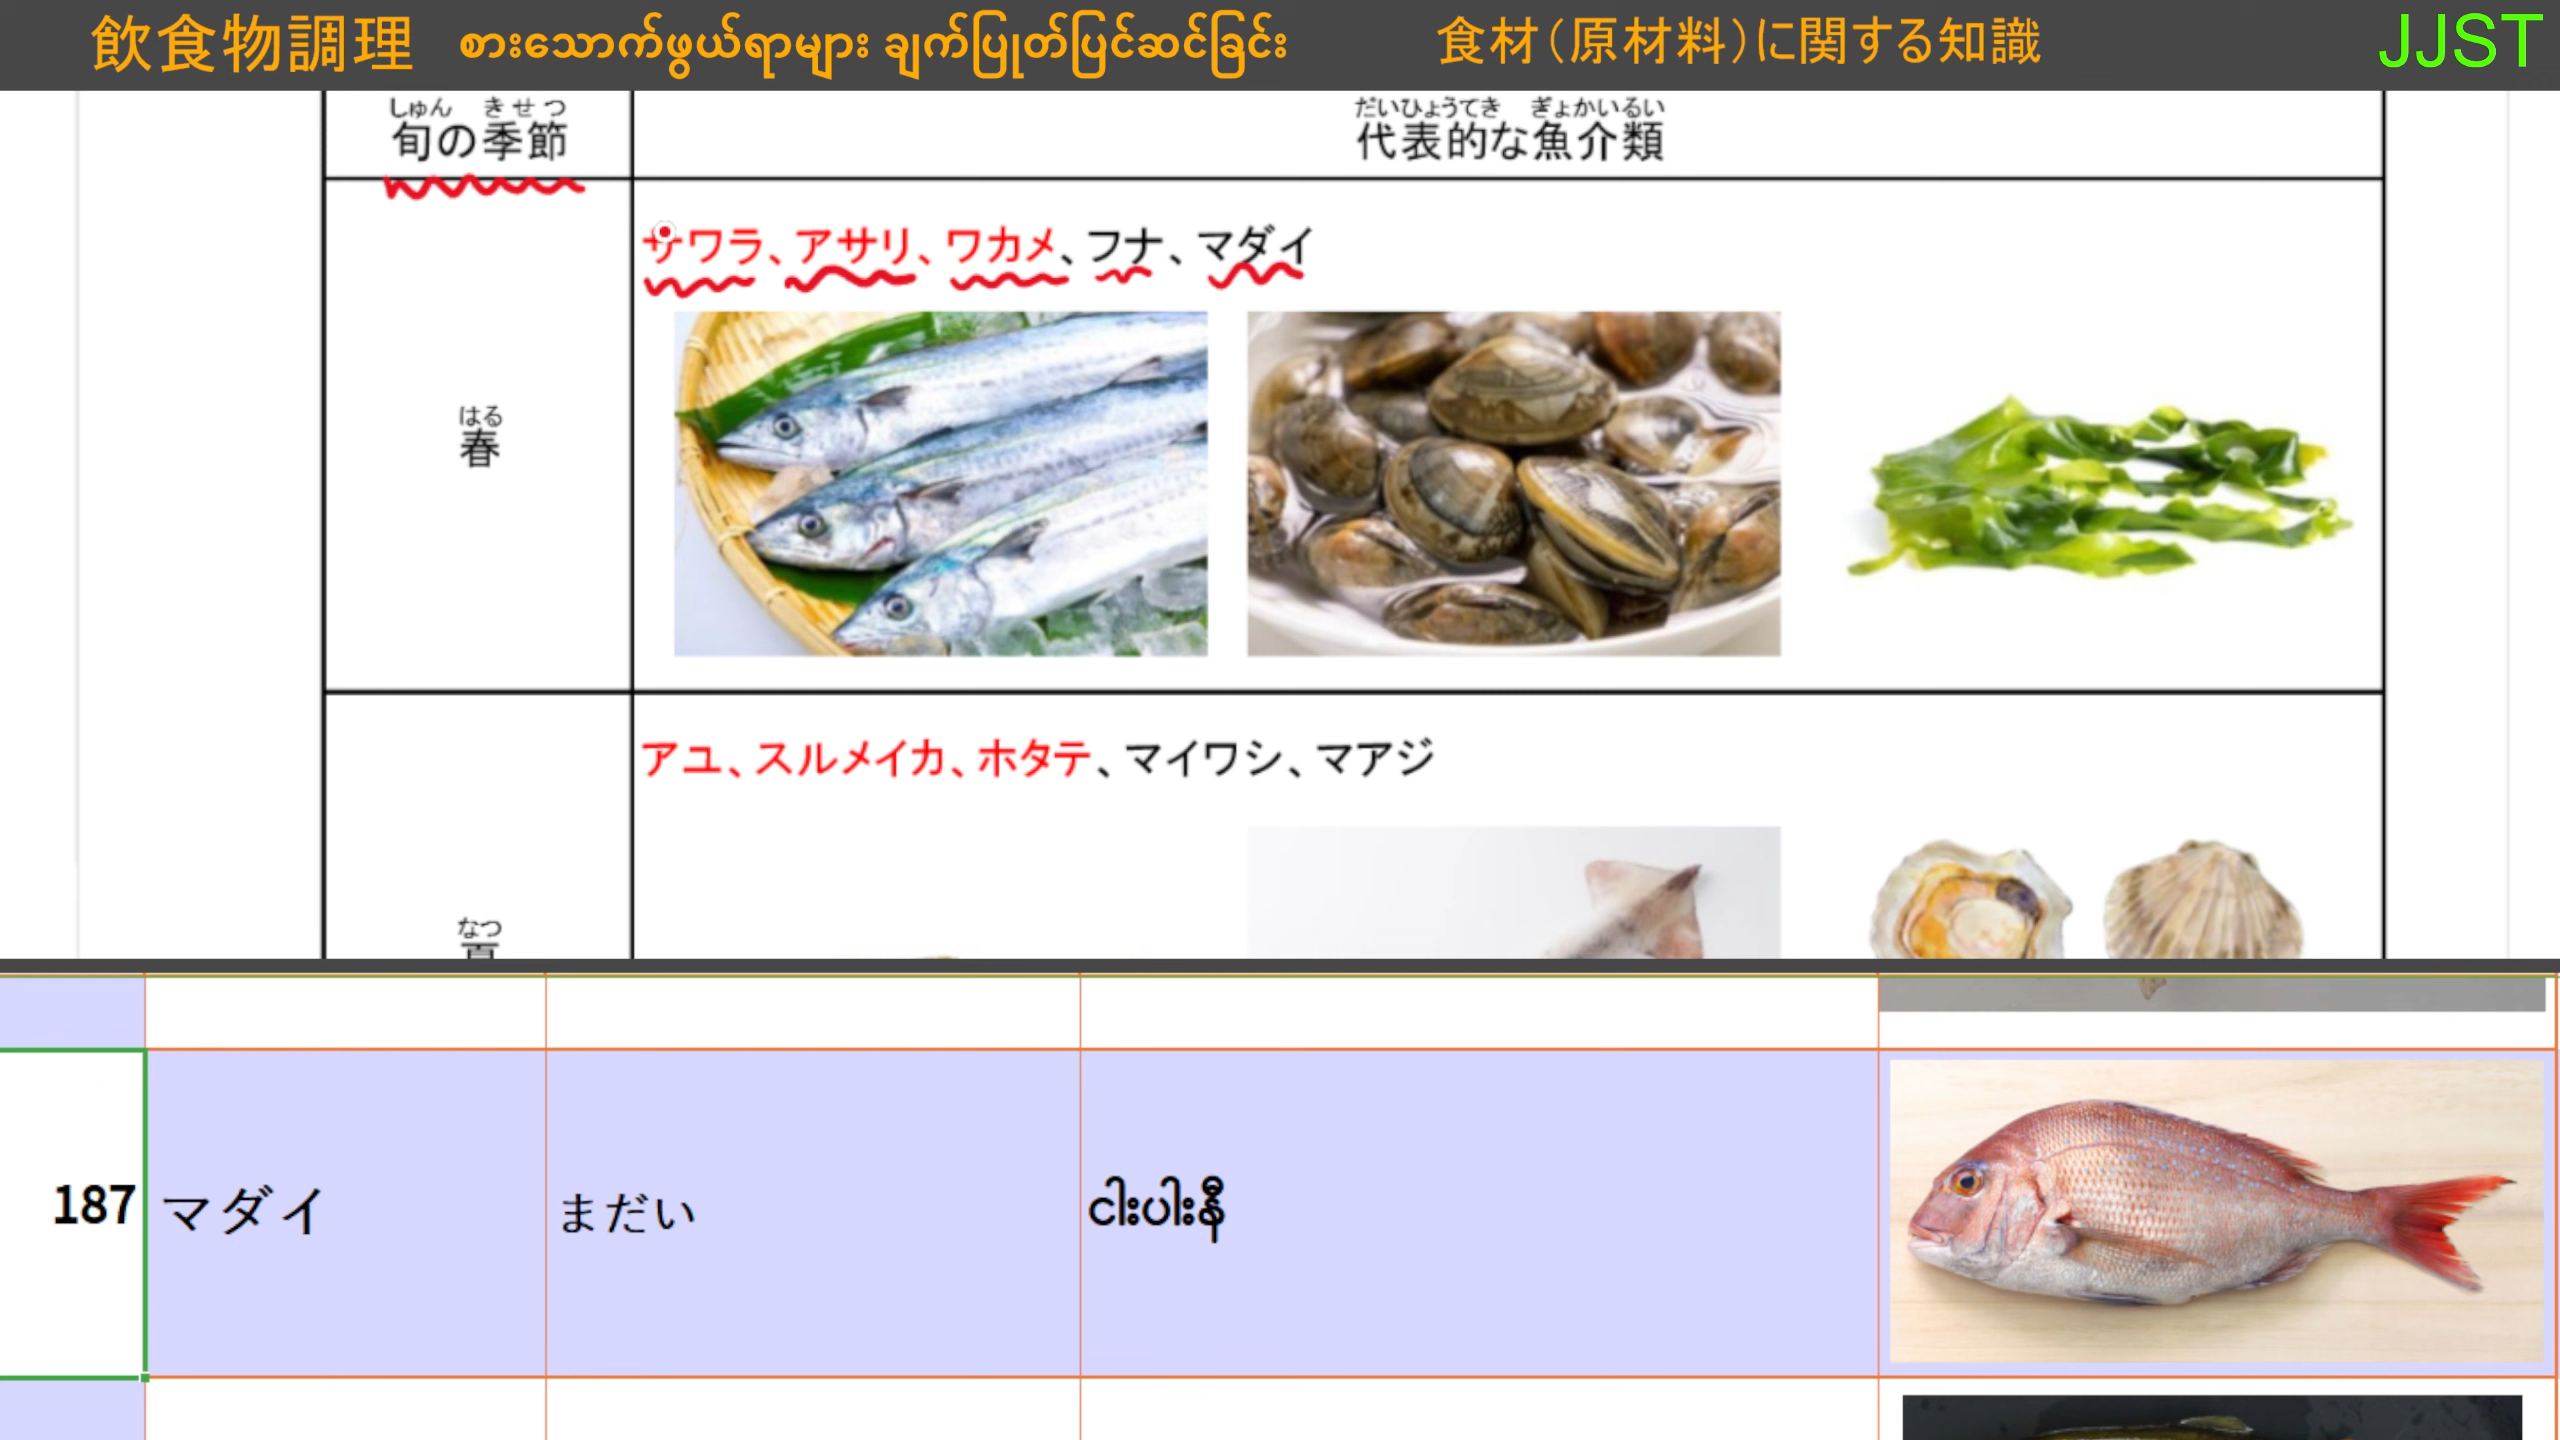 飲食物調理 စားသောက်ဖွယ်ရာများ ချက်ပြုတ်ပြင်ဆင်ခြင်း 食材（原材料）に関する知識 JJST
しゅん きせつ だいひょうてき ぎょかいるい
旬の季節 代表的な魚介類
サワラ、アサリ、ワカメ、フナ、マダイ
はる
春
アユ、スルメイカ、ホタテ、マイワシ、マアジ
なつ
夏
187 マダイ まだい ငါးပါးနီ